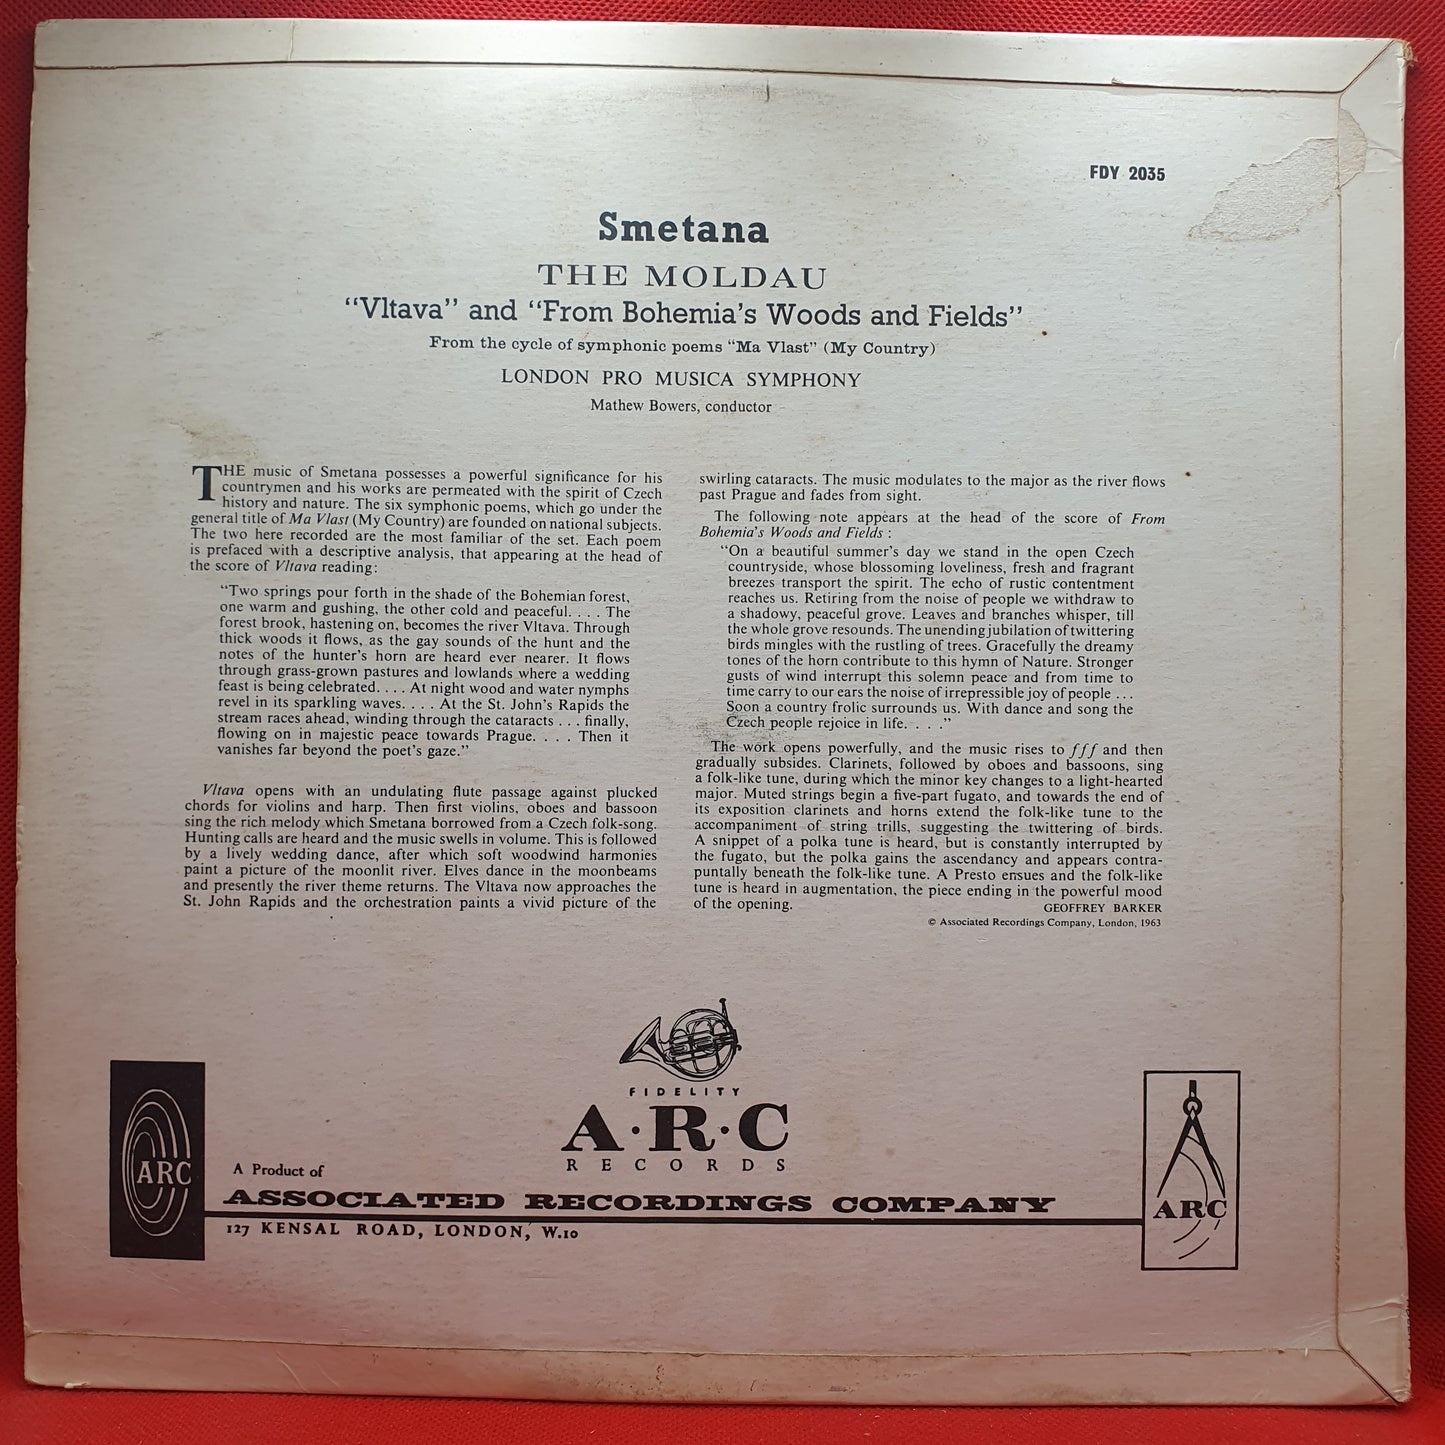 FDY 2035
Smetana
THE MOLDAU
“Vltava” and “From Bohemia’s Woods and Fields”
From the cycle of symphonic poems “Ma Vlast” (My Country)
LONDON PRO MUSICA SYMPHONY
Mathew Bowers, conductor
THE music of Smetana possesses a powerful significance for his
countrymen and his works are permeated with the spirit of Czech
history and nature. The six symphonic poems, which go under the
general title of Ma Vlast (My Country) are founded on national subjects.
The two here recorded are the most familiar of the set. Each poem
is prefaced with a descriptive analysis, that appearing at the head of
the score of Vltava reading:
“Two springs pour forth in the shade of the Bohemian forest,
one warm and gushing, the other cold and peaceful. . . . The
forest brook, hastening on, becomes the river Vltava. Through
thick woods it flows, as the gay sounds of the hunt and the
notes of the hunter’s horn are heard ever nearer. It flows
through grass-grown pastures and lowlands where a wedding
feast is being celebrated. . . . At night wood and water nymphs
revel in its sparkling waves. . . . At the St. John’s Rapids the
stream races ahead, winding through the cataracts . . . finally,
flowing on in majestic peace towards Prague. . . . Then it
vanishes far beyond the poet’s gaze.”
Vltava opens with an undulating flute passage against plucked
chords for violins and harp. Then first violins, oboes and bassoon
sing the rich melody which Smetana borrowed from a Czech folk-song.
Hunting calls are heard and the music swells in volume. This is followed
by a lively wedding dance, after which soft woodwind harmonies
paint a picture of the moonlit river. Elves dance in the moonbeams
and presently the river theme returns. The Vltava now approaches the
St. John Rapids and the orchestration paints a vivid picture of the
swirling cataracts. The music modulates to the major as the river flows
past Prague and fades from sight.
The following note appears at the head of the score of From
Bohemia’s Woods and Fields :
“On a beautiful summer’s day we stand in the open Czech
countryside, whose blossoming loveliness, fresh and fragrant
breezes transport the spirit. The echo of rustic contentment
reaches us. Retiring from the noise of people we withdraw to
a shadowy, peaceful grove. Leaves and branches whisper, till
the whole grove resounds. The unending jubilation of twittering
birds mingles with the rustling of trees. Gracefully the dreamy
tones of the horn contribute to this hymn of Nature. Stronger
gusts of wind interrupt this solemn peace and from time to
time carry to our ears the noise of irrepressible joy of people . . .
Soon a country frolic surrounds us. With dance and song the
Czech people rejoice in life. . . .”
The work opens powerfully, and the music rises to fff and then
gradually subsides. Clarinets, followed by oboes and bassoons, sing
a folk-like tune, during which the minor key changes to a light-hearted
major. Muted strings begin a five-part fugato, and towards the end of
its exposition clarinets and horns extend the folk-like tune to the
accompaniment of string trills, suggesting the twittering of birds.
A snippet of a polka tune is heard, but is constantly interrupted by
the fugato, but the polka gains the ascendancy and appears contra-
puntally beneath the folk-like tune. A Presto ensues and the folk-like
tune is heard in augmentation, the piece ending in the powerful mood
of the opening. GEOFFREY BARKER
© Associated Recordings Company, London, 1963
FIDELITY
A·R·C
RECORDS
ARC
A Product of
ASSOCIATED RECORDINGS COMPANY
127 KENSAL ROAD, LONDON, W.10
ARC